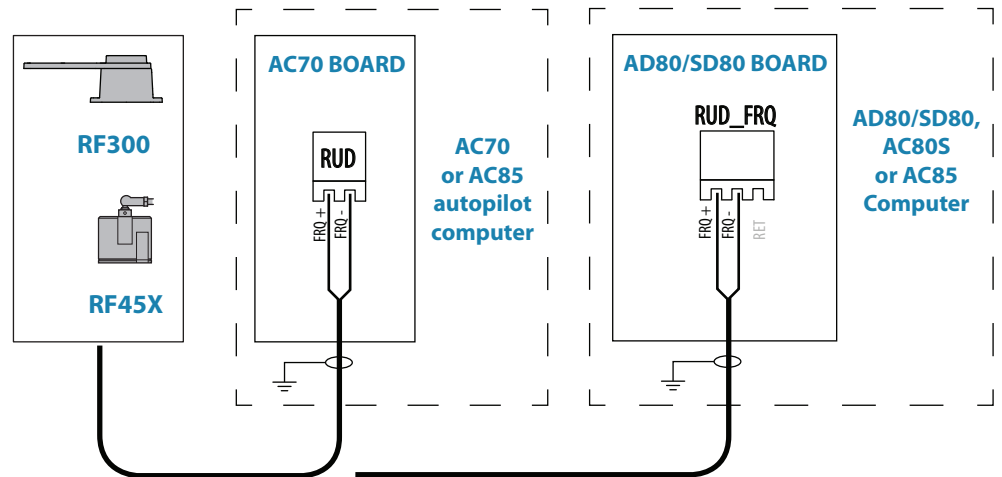 RF300
RF45X
AC70 BOARD
RUD
FRQ +
FRQ -
AC70
or AC85
autopilot
computer
AD80/SD80 BOARD
RUD_FRQ
FRQ +
FRQ -
RET
AD80/SD80,
AC80S
or AC85
Computer